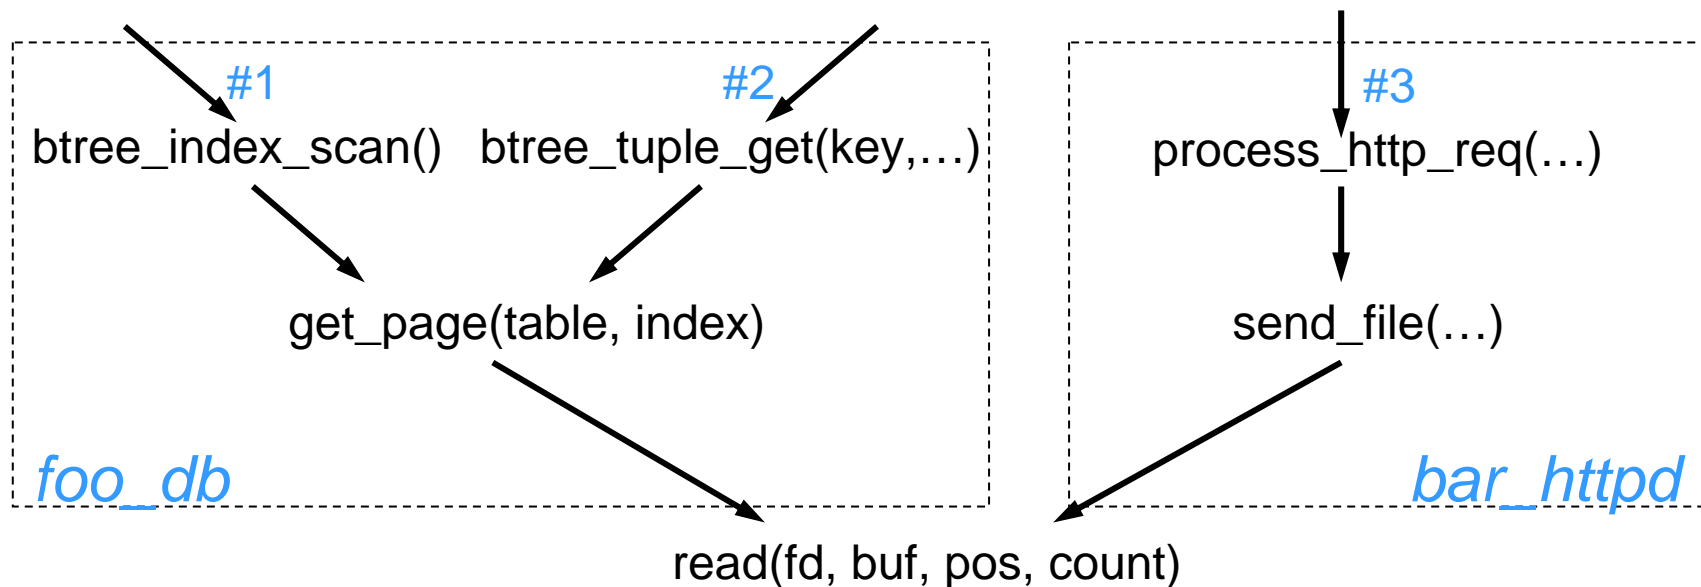 #1 #2 #3
btree_index_scan() btree_tuple_get(key,…) process_http_req(…)
get_page(table, index) send_file(…)
foo_db bar_httpd
read(fd, buf, pos, count)